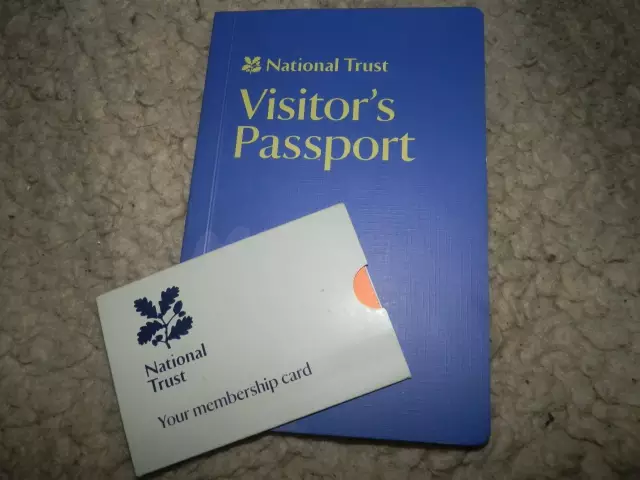 National Trust
Visitor's
Passport
National
Trust
Your membership card